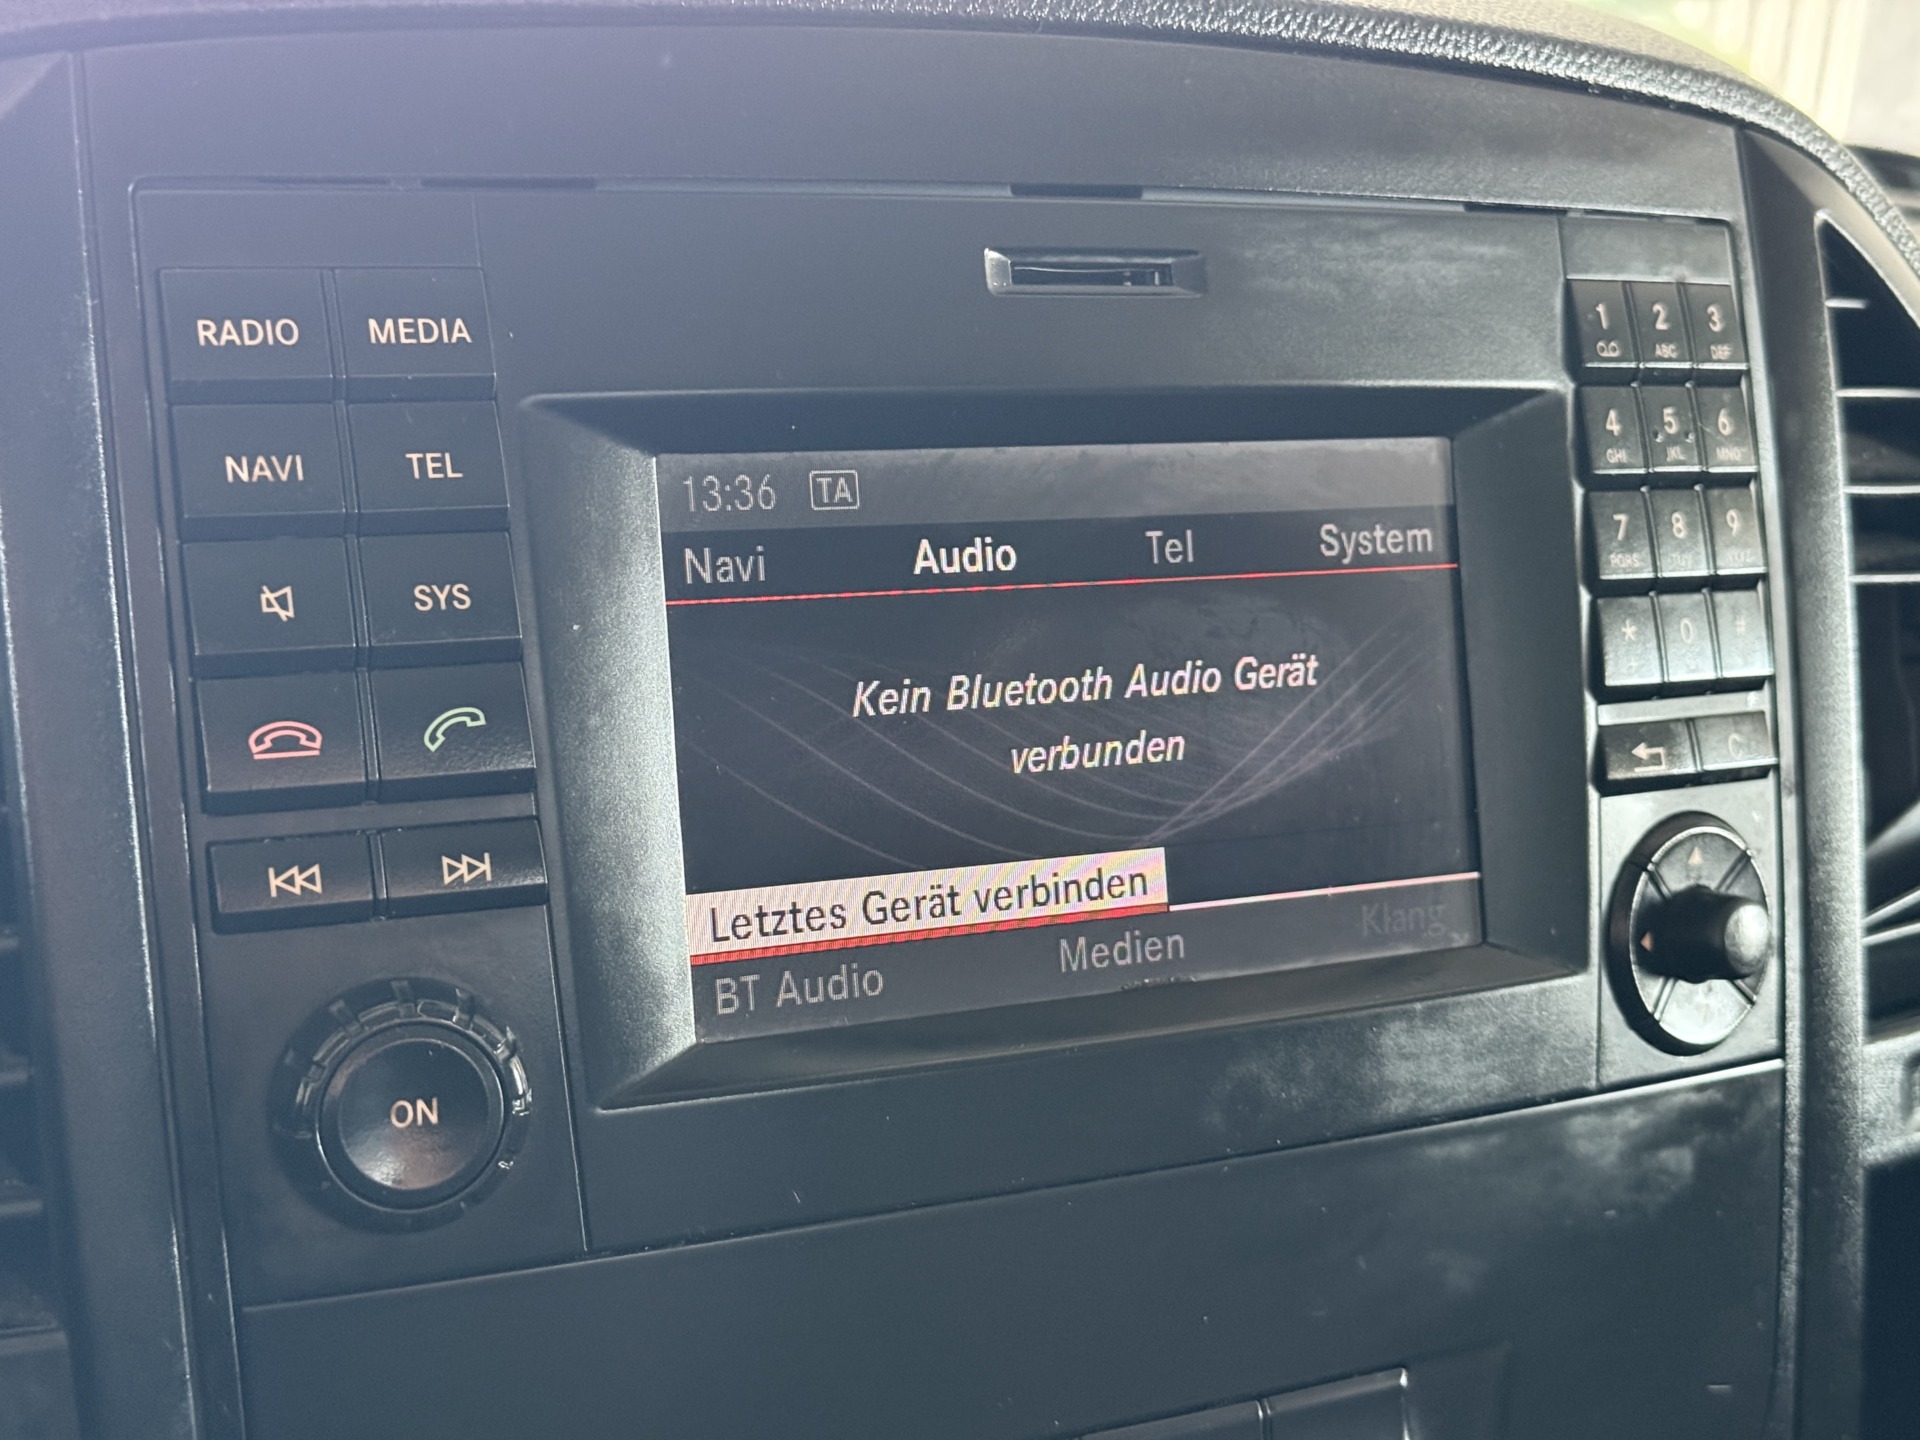 RADIO MEDIA
NAVI TEL
SYS
ON
13:36 TA
Navi Audio Tel System
Kein Bluetooth Audio Gerät
verbunden
Letztes Gerät verbinden
BT Audio Medien Klang
1 2 3
ABC DEF
4 5 6
GHI JKL MNO
7 8 9
PQRS
* 0
C